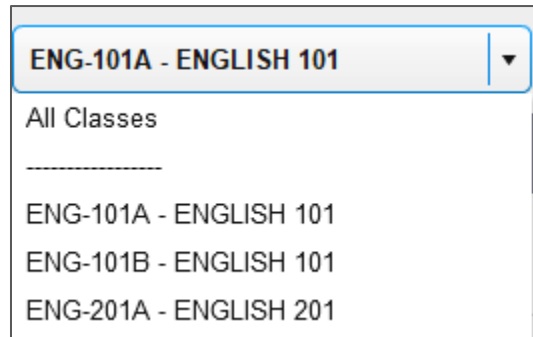 ENG-101A - ENGLISH 101
All Classes
-----------------
ENG-101A - ENGLISH 101
ENG-101B - ENGLISH 101
ENG-201A - ENGLISH 201